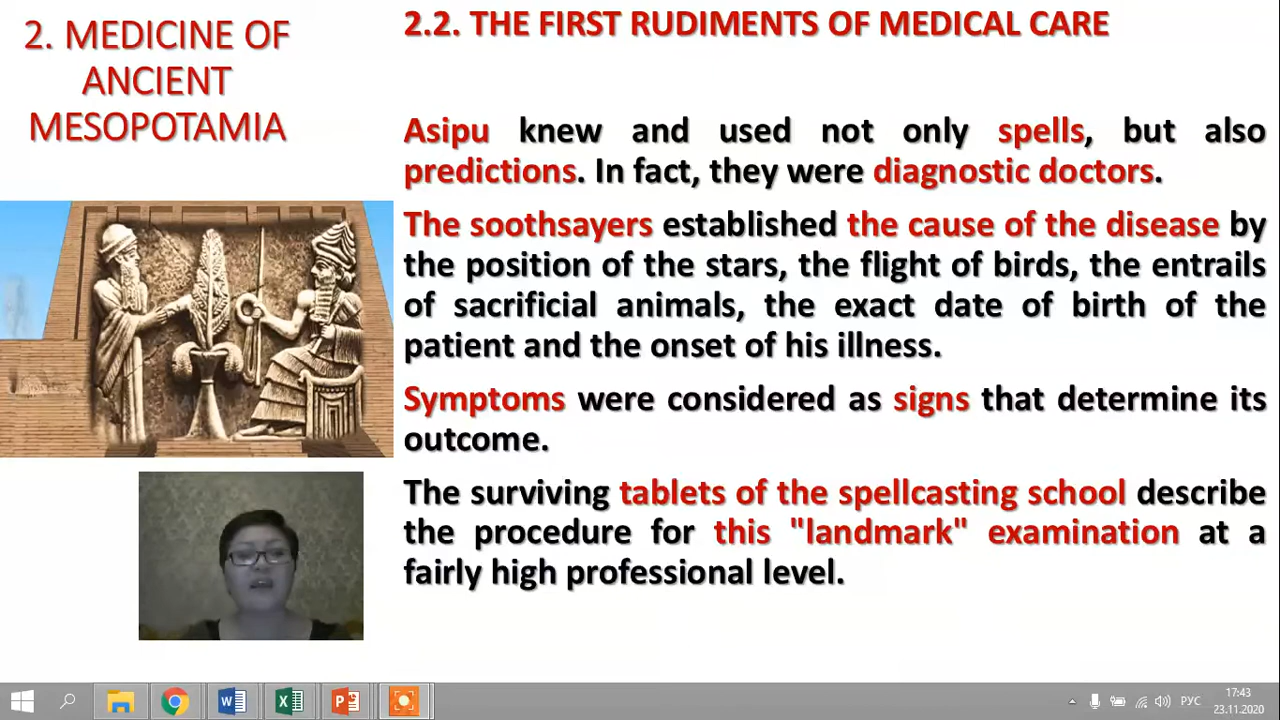 2. MEDICINE OF
ANCIENT
MESOPOTAMIA
2.2. THE FIRST RUDIMENTS OF MEDICAL CARE
Asipu knew and used not only spells, but also
predictions. In fact, they were diagnostic doctors.
The soothsayers established the cause of the disease by
the position of the stars, the flight of birds, the entrails
of sacrificial animals, the exact date of birth of the
patient and the onset of his illness.
Symptoms were considered as signs that determine its
outcome.
The surviving tablets of the spellcasting school describe
the procedure for this "landmark" examination at a
fairly high professional level.
РУС
17:43
23.11.2020